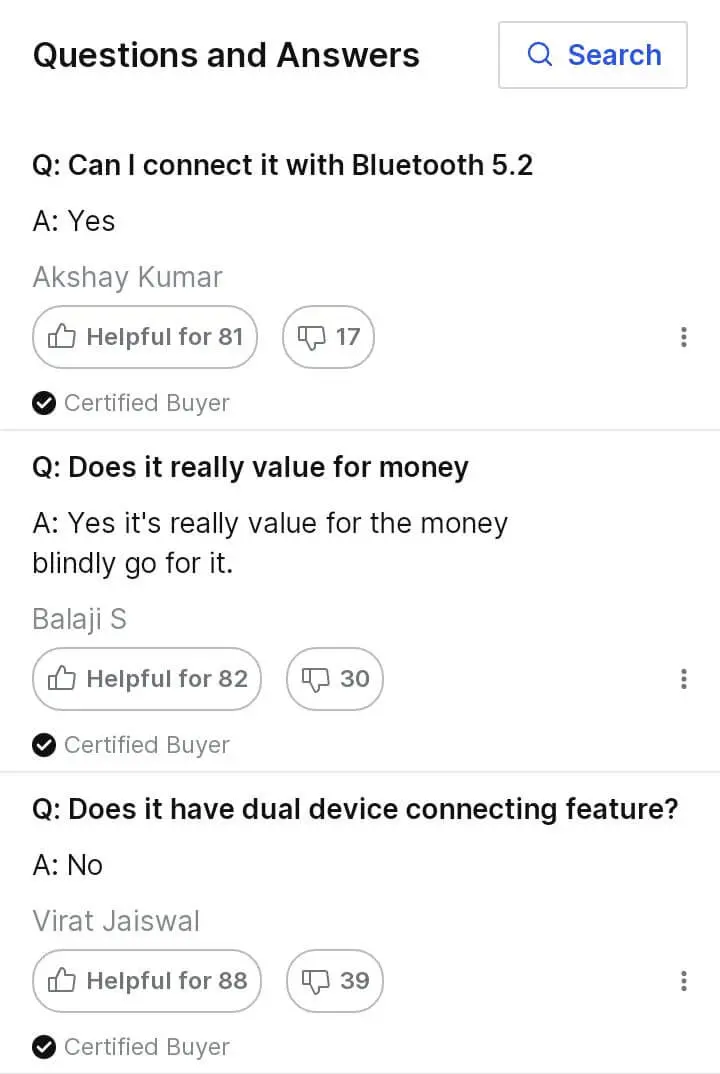 Questions and Answers
Search
Q: Can I connect it with Bluetooth 5.2
A: Yes
Akshay Kumar
Helpful for 81
17
Certified Buyer
Q: Does it really value for money
A: Yes it's really value for the money
blindly go for it.
Balaji S
Helpful for 82
30
Certified Buyer
Q: Does it have dual device connecting feature?
A: No
Virat Jaiswal
Helpful for 88
39
Certified Buyer